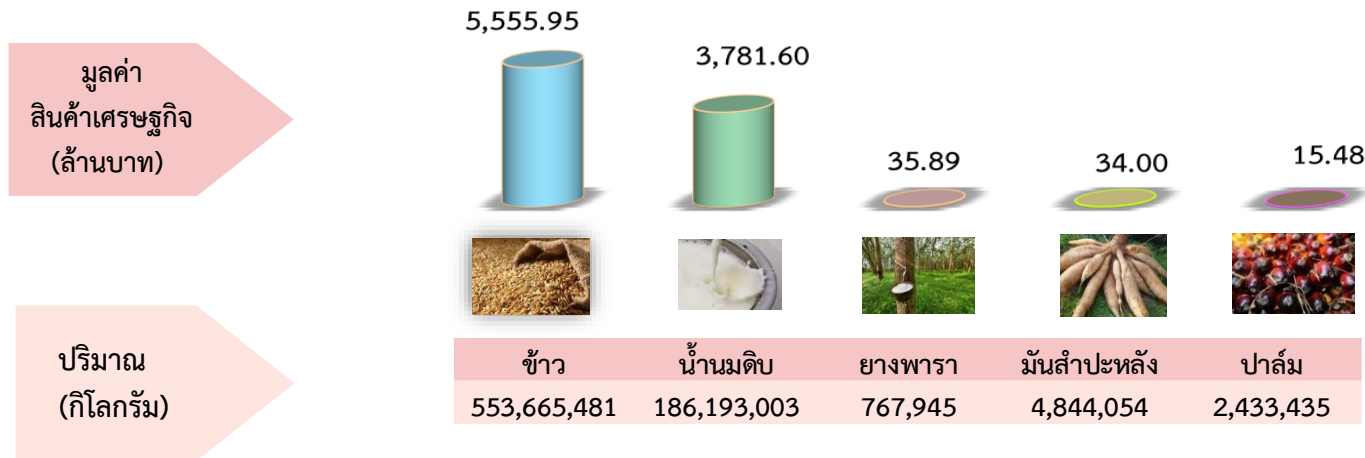 มูลค่า
สินค้าเศรษฐกิจ
(ล้านบาท)
5,555.95
3,781.60
35.89
34.00
15.48
ปริมาณ
(กิโลกรัม)
ข้าว น้ำนมดิบ ยางพารา มันสำปะหลัง ปาล์ม
553,665,481 186,193,003 767,945 4,844,054 2,433,435